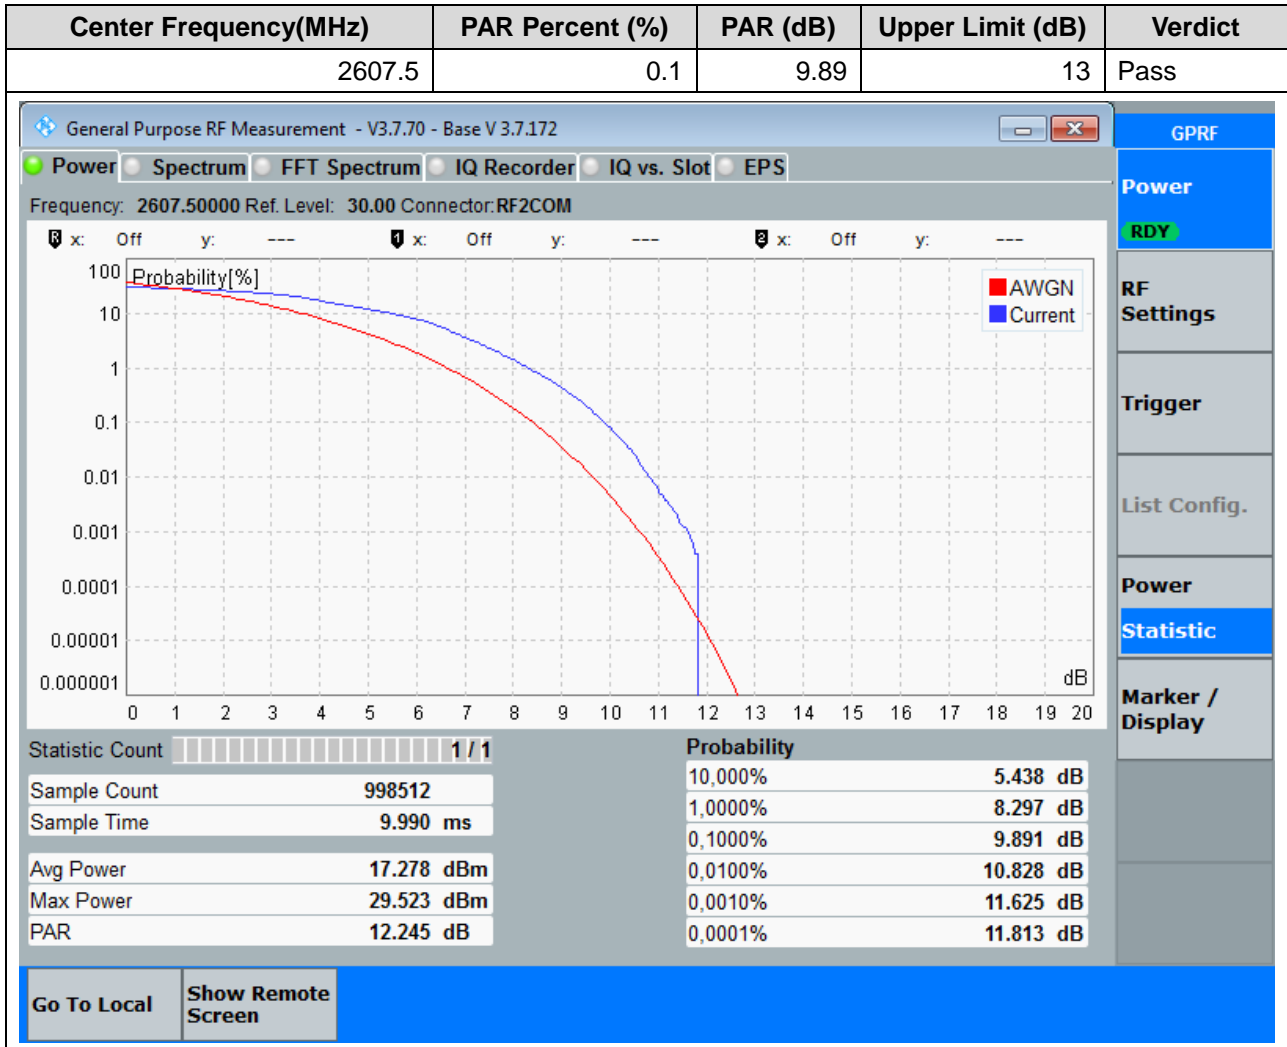 Center Frequency(MHz) PAR Percent (%) PAR (dB) Upper Limit (dB) Verdict
2607.5 0.1 9.89 13 Pass
General Purpose RF Measurement - V3.7.70 - Base V 3.7.172
GPRF
Power Spectrum FFT Spectrum IQ Recorder IQ vs. Slot EPS
Power
RDY
Frequency: 2607.50000 Ref. Level: 30.00 Connector:RF2COM
R x: Off y: --- 1 x: Off y: --- 2 x: Off y: ---
Probability[%]
AWGN
Current
100
10
1
0.1
0.01
0.001
0.0001
0.00001
0.000001
dB
0 1 2 3 4 5 6 7 8 9 10 11 12 13 14 15 16 17 18 19 20
RF
Settings
Trigger
List Config.
Power
Statistic
Marker /
Display
Statistic Count 1 / 1
Sample Count 998512
Sample Time 9.990 ms
Avg Power 17.278 dBm
Max Power 29.523 dBm
PAR 12.245 dB
Probability
10,000% 5.438 dB
1,0000% 8.297 dB
0,1000% 9.891 dB
0,0100% 10.828 dB
0,0010% 11.625 dB
0,0001% 11.813 dB
Go To Local
Show Remote
Screen